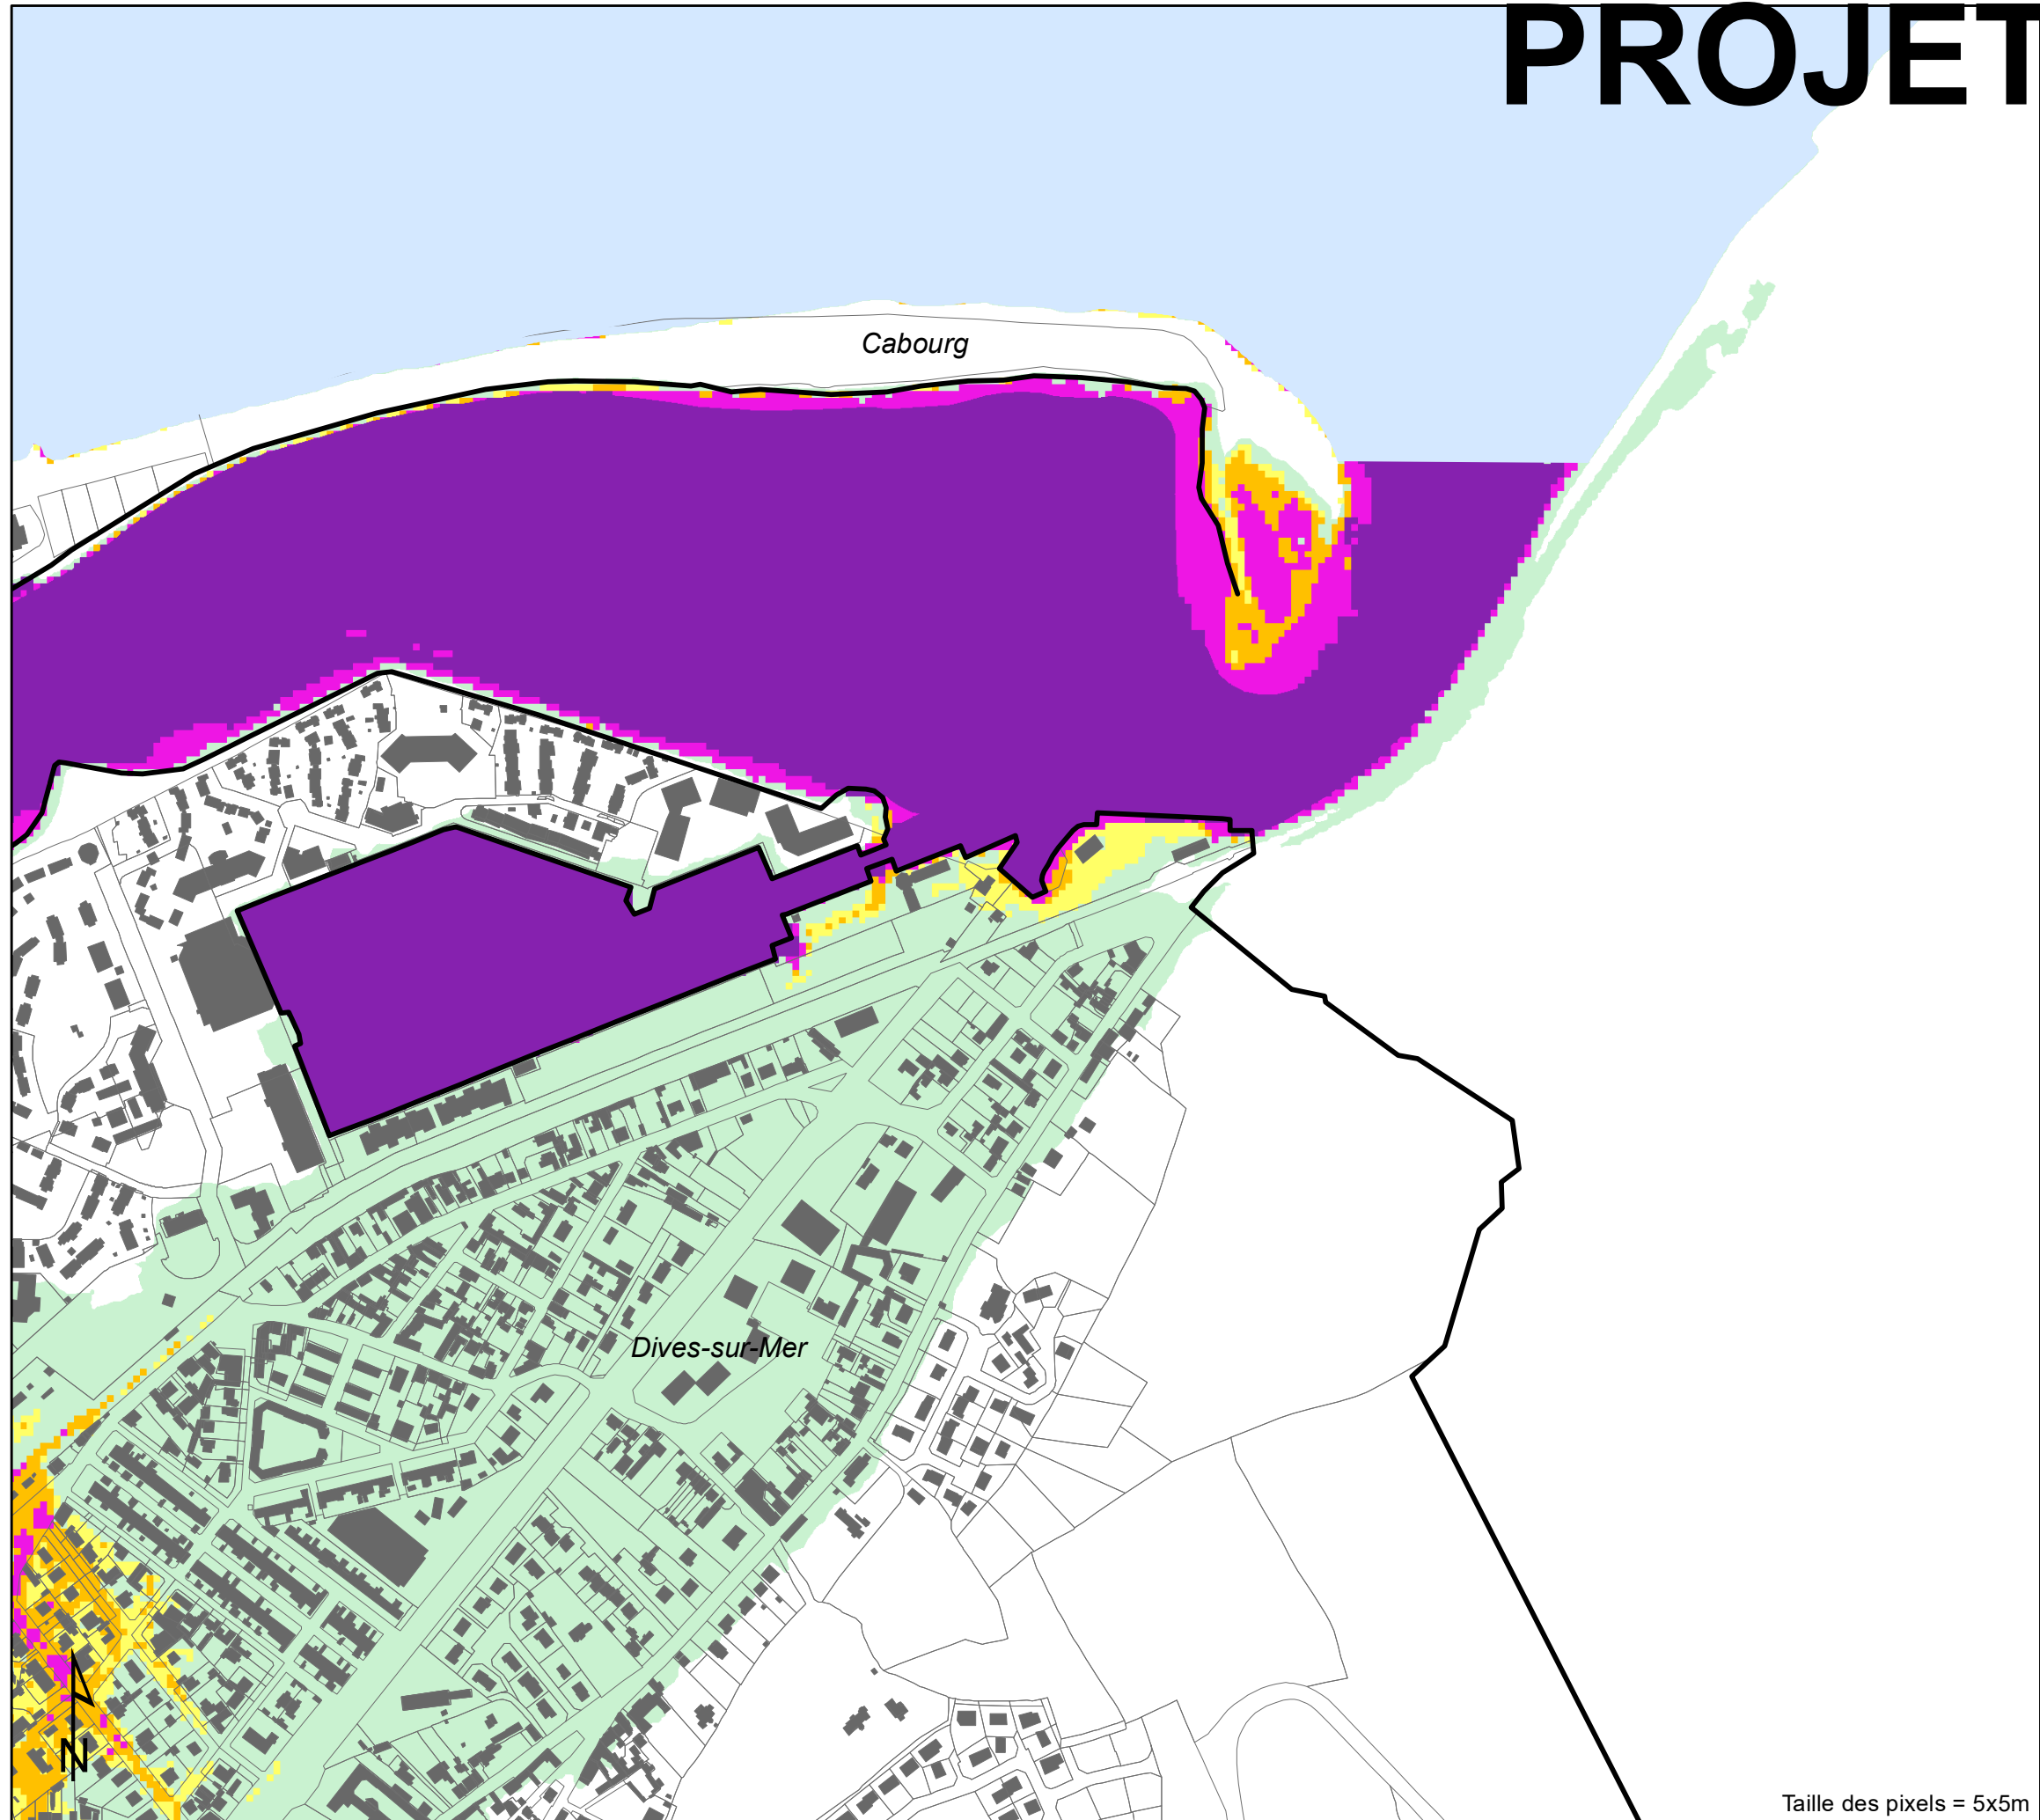 PROJET
Cabourg
Dives-sur-Mer
N
Taille des pixels = 5x5m